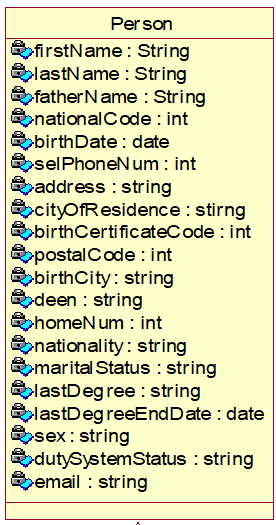 Person
firstName : String
lastName : String
fatherName : String
nationalCode : int
birthDate : date
selPhoneNum : int
address : string
cityOfResidence : stirng
birthCertificateCode : int
postalCode : int
birthCity : string
deen : string
homeNum : int
nationality : string
maritalStatus : string
lastDegree : string
lastDegreeEndDate : date
sex : string
dutySystemStatus : string
email : string